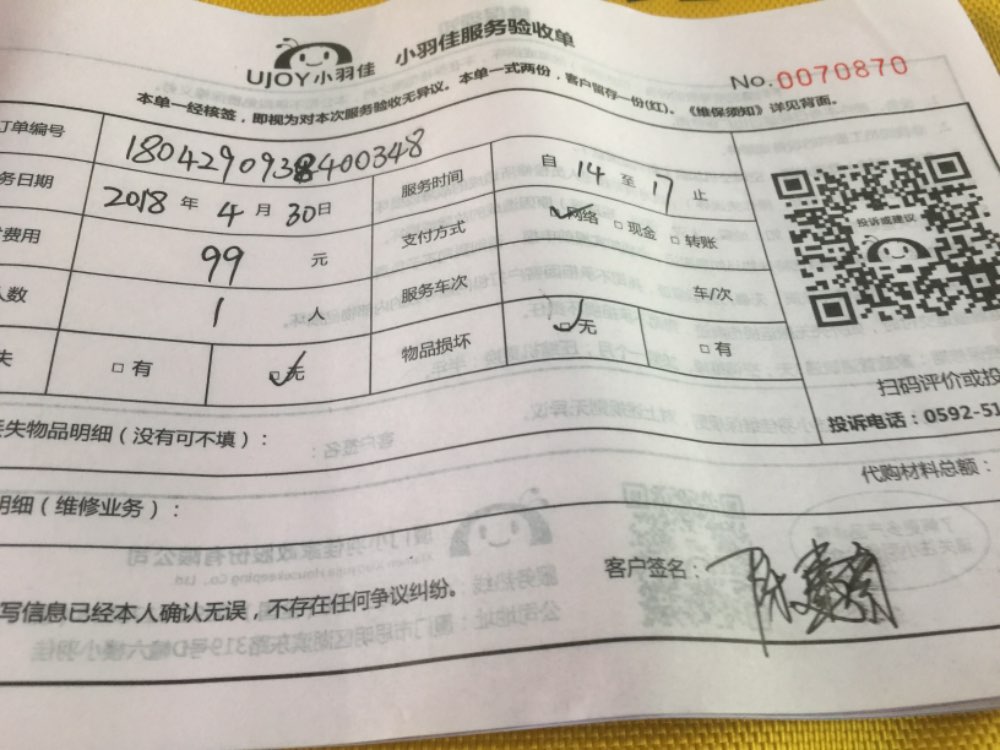 UJOY小羽佳 小羽佳服务验收单
No.0070870
本单一经核签，即视为对本次服务验收无异议。本单一式两份，客户留存一份(红)。《维保须知》详见背面。
订单编号 1804290938400348 服务时间 自 14 至 17 止
务日期 2018 年 4 月 30日 支付方式 网络 □现金 □转账
费用 99 元 服务车次 车/次
人数 1 人 物品损坏 无 □有
失 □有 无
投诉或建议
扫码评价或投
投诉电话：0592-51
失物品明细（没有可不填）：
代购材料总额：
明细（维修业务）：
写信息已经本人确认无误，不存在任何争议纠纷。 客户签名：